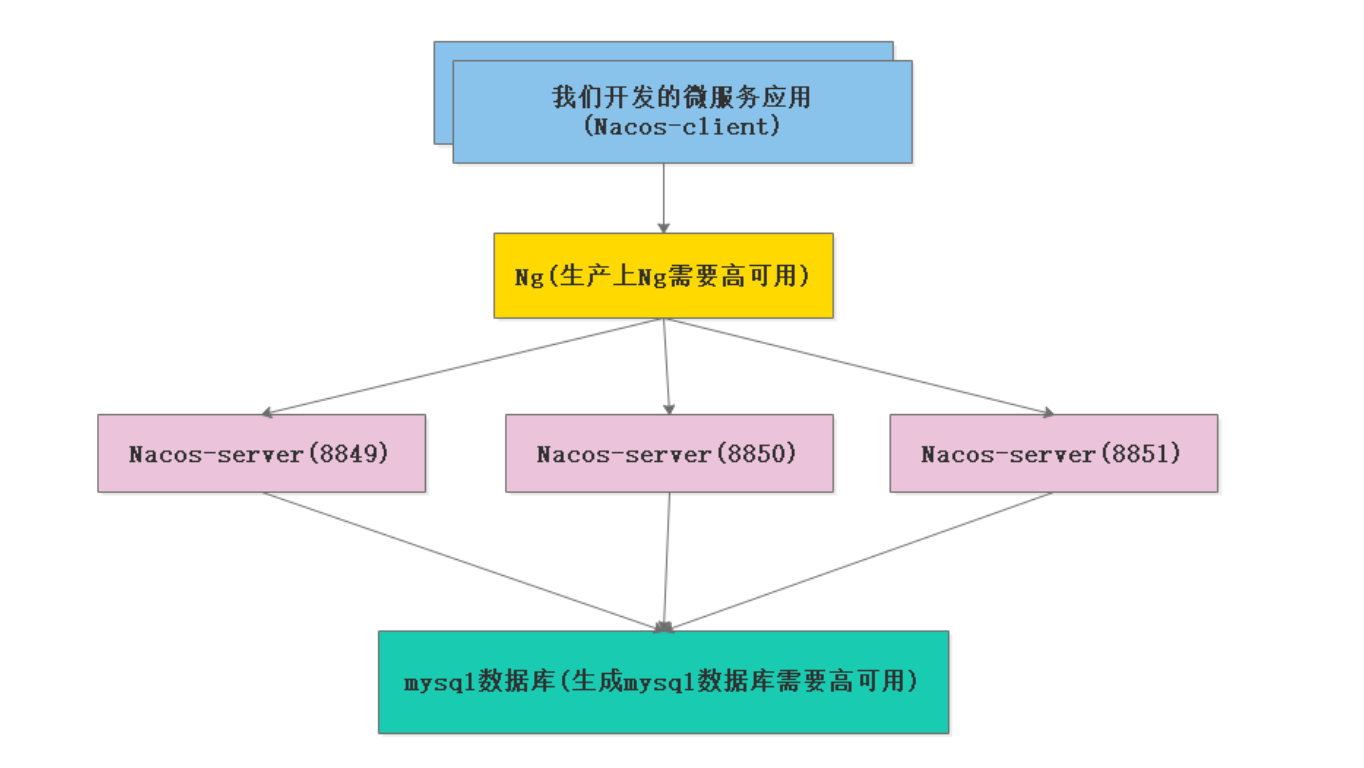 我们开发的微服务应用
(Nacos-client)
Ng(生产上Ng需要高可用)
Nacos-server(8849)
Nacos-server(8850)
Nacos-server(8851)
mysql数据库(生成mysql数据库需要高可用)